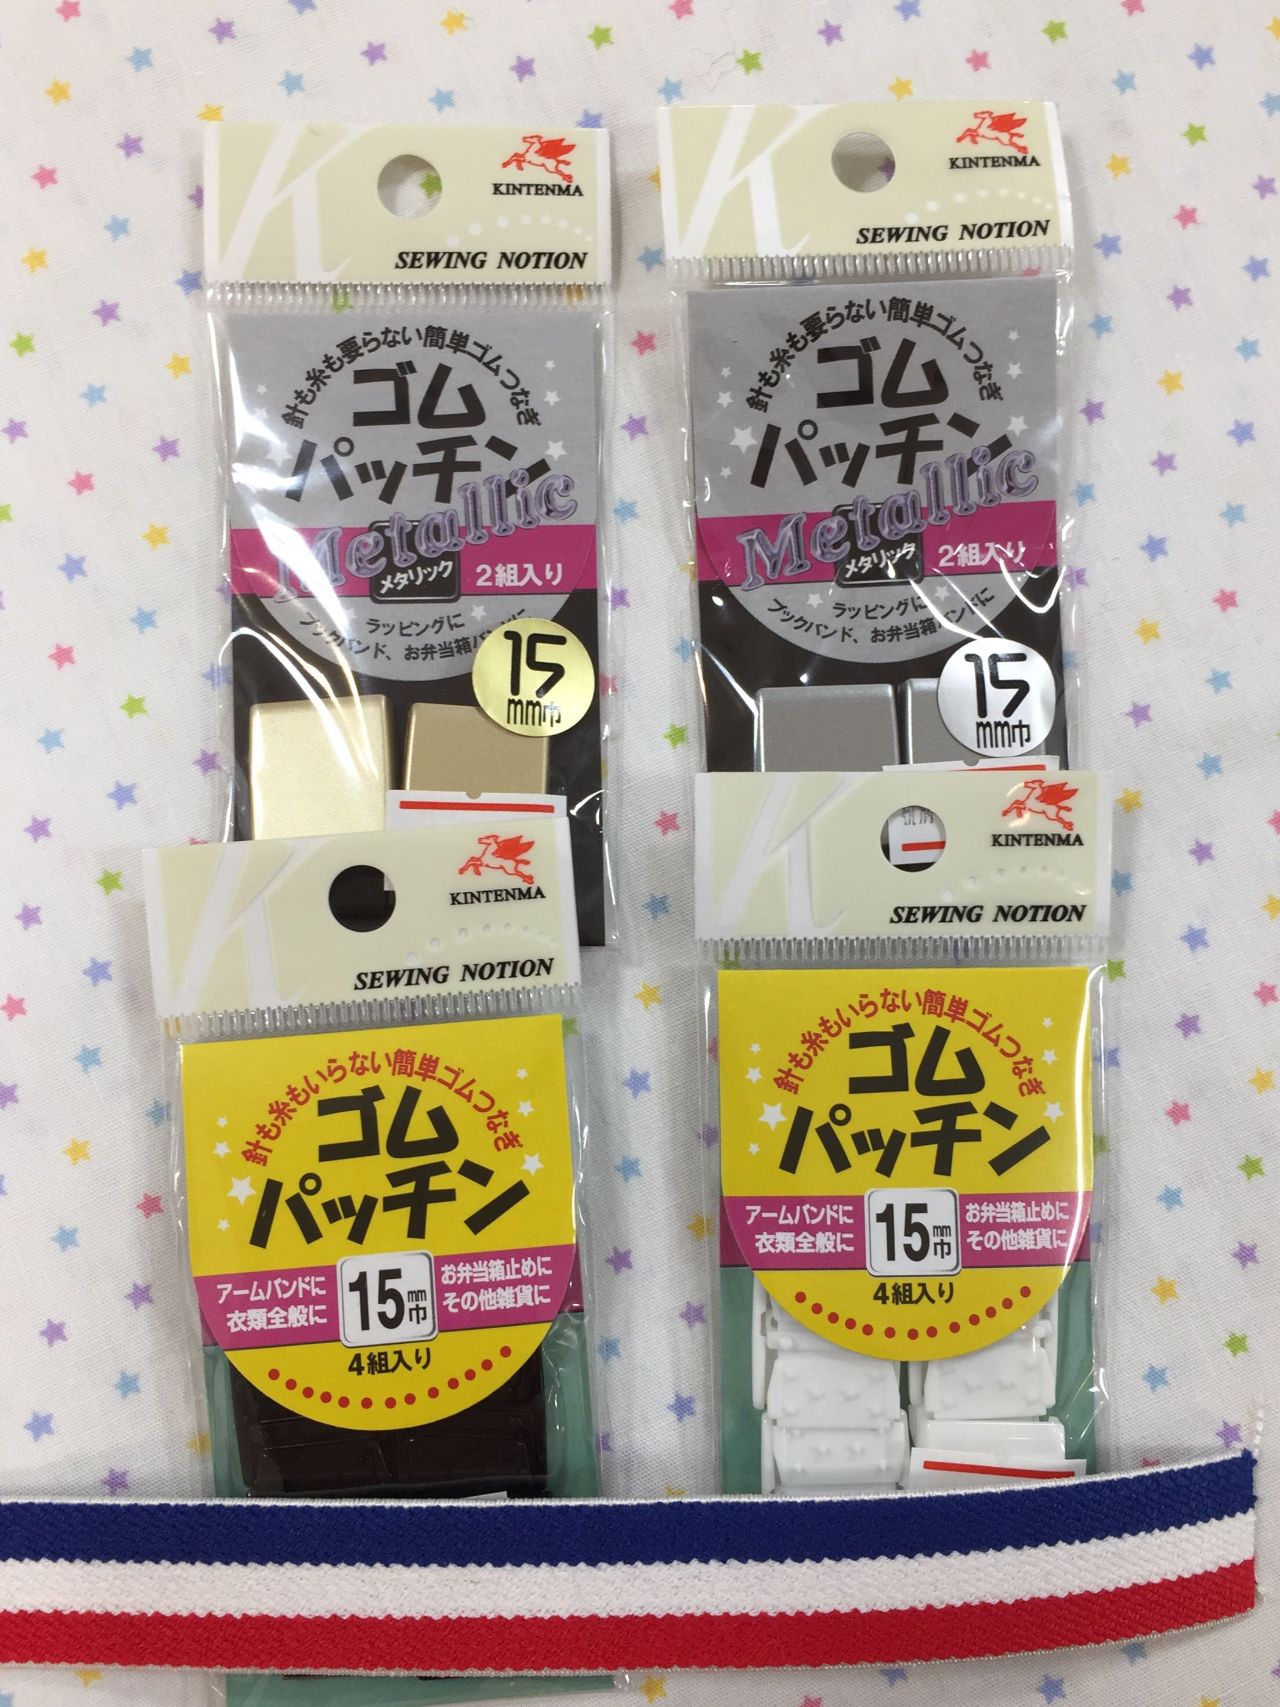 KINTENMA
SEWING NOTION
針も糸も要らない簡単ゴムつなぎ
ゴム
パッチン
Metallic
メタリック
2組入り
ラッピングに
ブックバンド、お弁当箱バンドに
15
mm巾
KINTENMA
SEWING NOTION
針も糸も要らない簡単ゴムつなぎ
ゴム
パッチン
Metallic
メタリック
2組入り
ラッピングに
ブックバンド、お弁当箱バンドに
15
mm巾
KINTENMA
SEWING NOTION
針も糸もいらない簡単ゴムつなぎ
ゴム
パッチン
アームバンドに
衣類全般に
15mm巾
お弁当箱止めに
その他雑貨に
4組入り
KINTENMA
SEWING NOTION
針も糸もいらない簡単ゴムつなぎ
ゴム
パッチン
アームバンドに
衣類全般に
15mm巾
お弁当箱止めに
その他雑貨に
4組入り